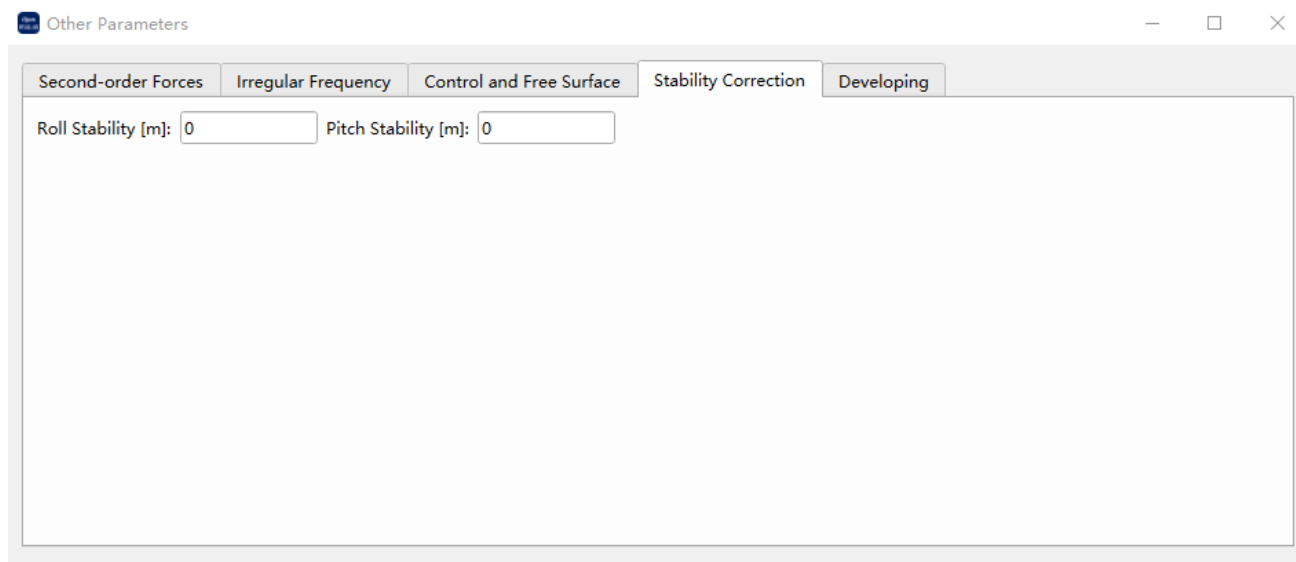 Other Parameters
Second-order Forces Irregular Frequency Control and Free Surface Stability Correction Developing
Roll Stability [m]: 0 Pitch Stability [m]: 0